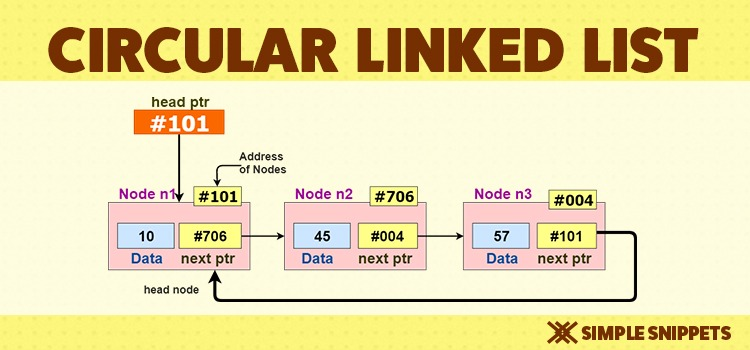 CIRCULAR LINKED LIST
head ptr
#101
Address
of Nodes
Node n1
#101
Node n2
#706
Node n3
#004
10
#706
45
#004
57
#101
Data
next ptr
Data
next ptr
Data
next ptr
head node
SIMPLE SNIPPETS